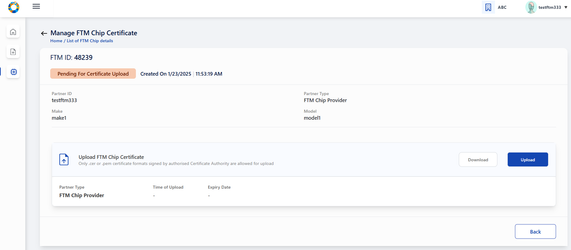 ABC
testftm333
Manage FTM Chip Certificate
Home / List of FTM Chip details
FTM ID: 48239
Pending For Certificate Upload
Created On 1/23/2025 | 11:53:19 AM
Partner ID
Partner Type
testftm333
FTM Chip Provider
Make
Model
make1
model1
Upload FTM Chip Certificate
Only .cer or .pem certificate formats signed by authorised Certificate Authority are allowed for upload
Download
Upload
Partner Type
Time of Upload
Expiry Date
FTM Chip Provider
-
-
Back